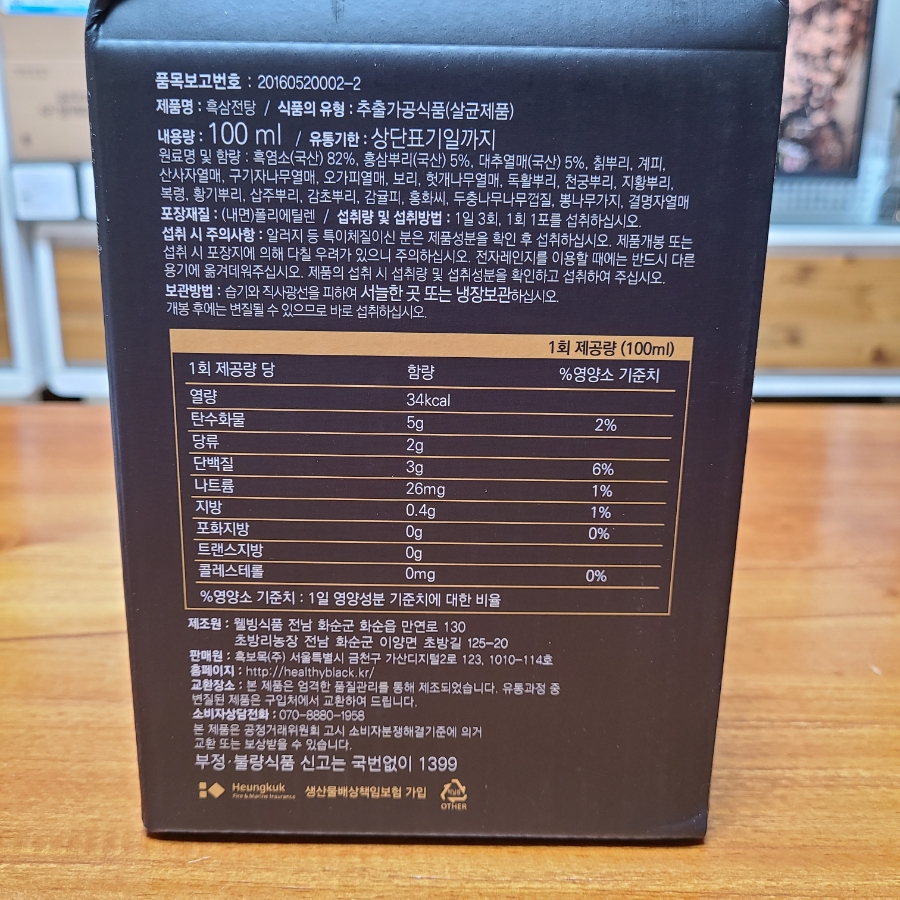 품목보고번호 : 20160520002-2
제품명 : 흑삼전탕 / 식품의 유형 : 추출가공식품(살균제품)
내용량 : 100 ml / 유통기한 : 상단표기일까지
원료명 및 함량 : 흑염소(국산) 82%, 홍삼뿌리(국산) 5%, 대추열매(국산) 5%, 칡뿌리, 계피,
산사자열매, 구기자나무열매, 오가피열매, 보리, 헛개나무열매, 독활뿌리, 천궁뿌리, 지황뿌리,
복령, 황기뿌리, 삽주뿌리, 감초뿌리, 감귤피, 홍화씨, 두충나무나무껍질, 뽕나무가지, 결명자열매
포장재질 : (내면)폴리에틸렌 / 섭취량 및 섭취방법 : 1일 3회, 1회 1포를 섭취하십시오.
섭취 시 주의사항 : 알러지 등 특이체질이신 분은 제품성분을 확인 후 섭취하십시오. 제품개봉 또는
섭취 시 포장지에 의해 다칠 우려가 있으니 주의하십시오. 전자레인지를 이용할 때에는 반드시 다른
용기에 옮겨데워주십시오. 제품의 섭취 시 섭취량 및 섭취성분을 확인하고 섭취하여 주십시오.
보관방법 : 습기와 직사광선을 피하여 서늘한 곳 또는 냉장보관하십시오.
개봉 후에는 변질될 수 있으므로 바로 섭취하십시오.
1회 제공량 (100ml)
1회 제공량 당 함량 %영양소 기준치
열량 34kcal
탄수화물 5g 2%
당류 2g
단백질 3g 6%
나트륨 26mg 1%
지방 0.4g 1%
포화지방 0g 0%
트랜스지방 0g
콜레스테롤 0mg 0%
%영양소 기준치 : 1일 영양성분 기준치에 대한 비율
제조원 : 웰빙식품 전남 화순군 화순읍 만연로 130
초방리농장 전남 화순군 이양면 초방길 125-20
판매원 : 흑보목(주) 서울특별시 금천구 가산디지털2로 123, 1010-114호
홈페이지 : http://healthyblack.kr/
교환장소 : 본 제품은 엄격한 품질관리를 통해 제조되었습니다. 유통과정 중
변질된 제품은 구입처에서 교환하여 드립니다.
소비자상담전화 : 070-8880-1958
본 제품은 공정거래위원회 고시 소비자분쟁해결기준에 의거
교환 또는 보상받을 수 있습니다.
부정·불량식품 신고는 국번없이 1399
Heungkuk 생산물배상책임보험 가입
Fire & Marine Insurance
OTHER